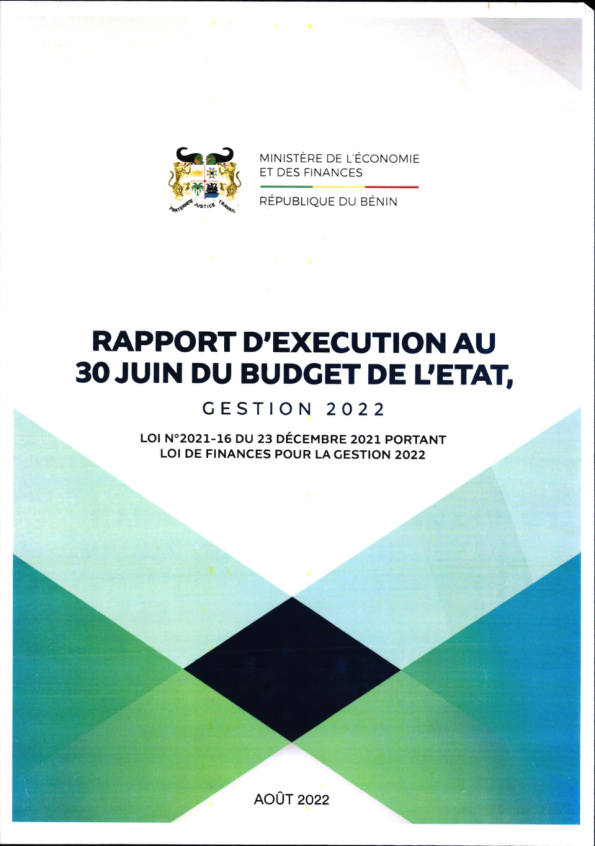 MINISTÈRE DE L'ÉCONOMIE
ET DES FINANCES
RÉPUBLIQUE DU BÉNIN
FRATERNITÉ JUSTICE TRAVAIL
RAPPORT D'EXECUTION AU
30 JUIN DU BUDGET DE L'ETAT,
GESTION 2022
LOI N°2021-16 DU 23 DÉCEMBRE 2021 PORTANT
LOI DE FINANCES POUR LA GESTION 2022
AOÛT 2022